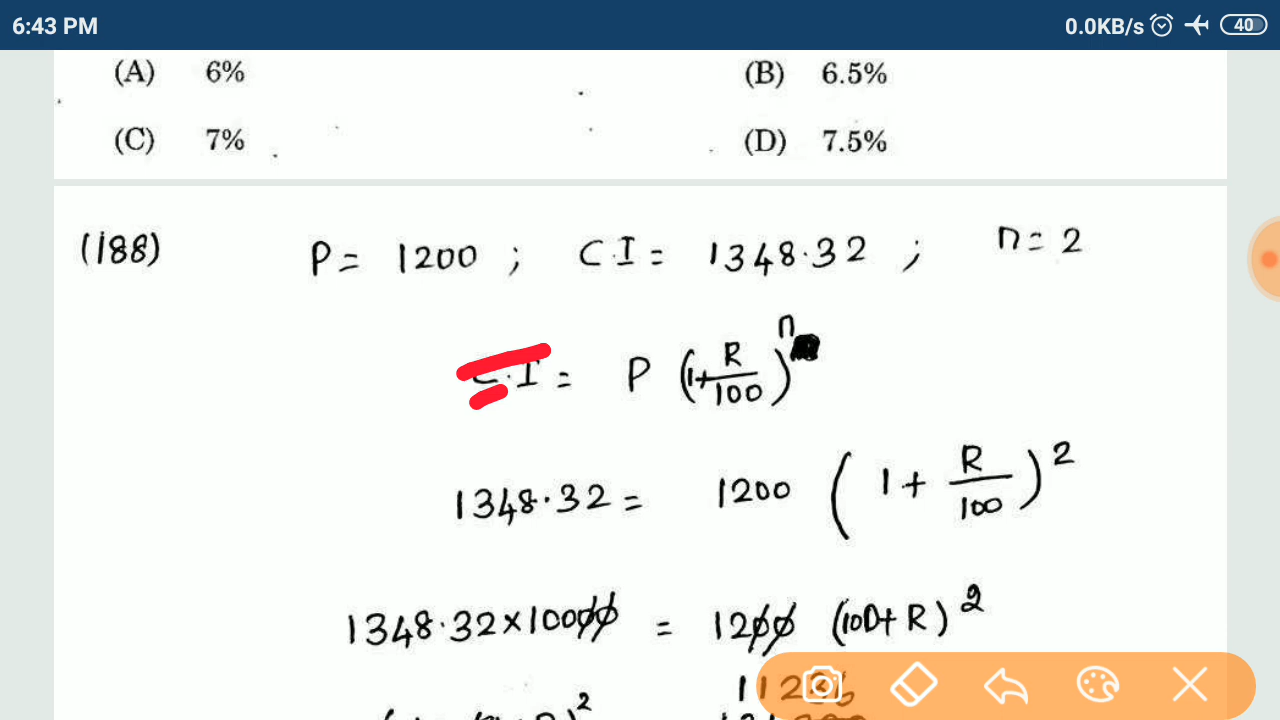 6:43 PM 0.0KB/s 40
(A) 6% (B) 6.5%
(C) 7% (D) 7.5%
(188) P = 1200 ; C.I = 1348.32 ; n = 2
C.I = P (1+ R/100)^n
1348.32 = 1200 (1 + R/100)^2
1348.32×10000 = 1200 (100+ R)^2